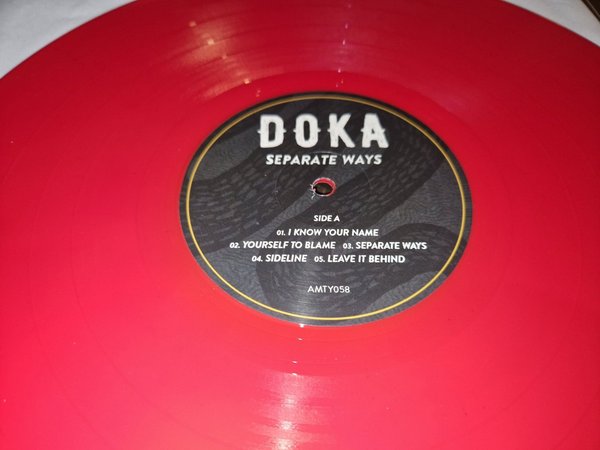 DOKA
SEPARATE WAYS
SIDE A
01. I KNOW YOUR NAME
02. YOURSELF TO BLAME 03. SEPARATE WAYS
04. SIDELINE 05. LEAVE IT BEHIND
AMTY058